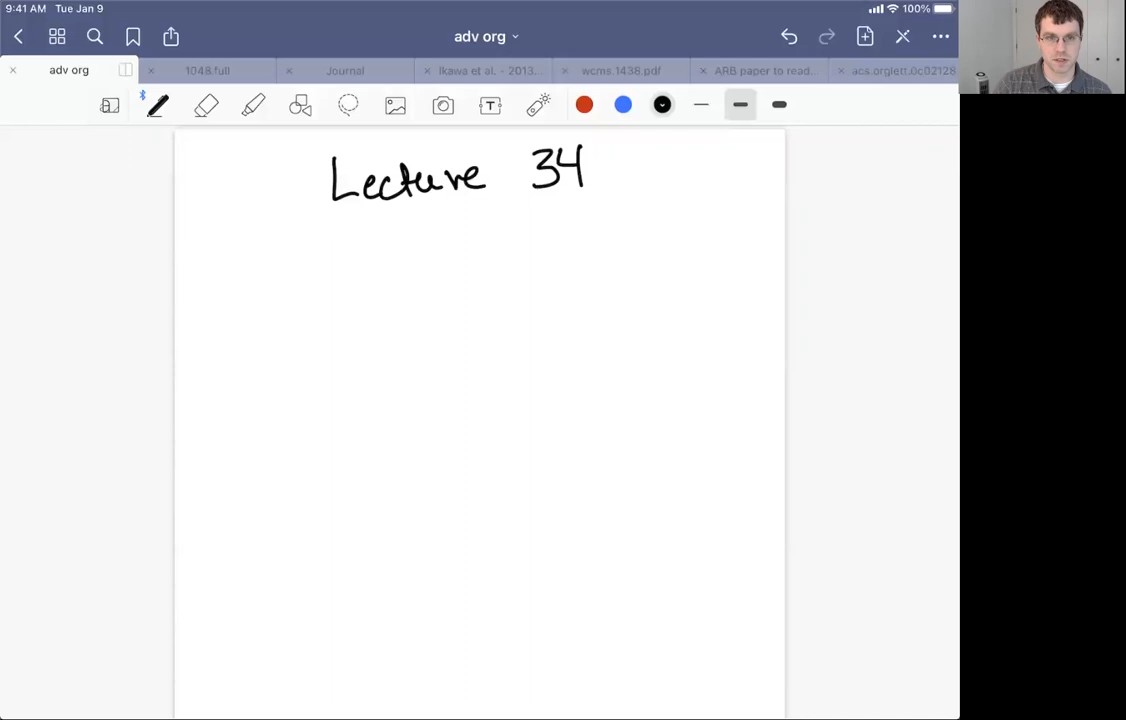 9:41 AM Tue Jan 9 100%
adv org
adv org 1048.full Journal Ikawa et al. - 2013... wcms.1438.pdf ARB paper to read... acs.orglett.0c02128
T
Lecture 34